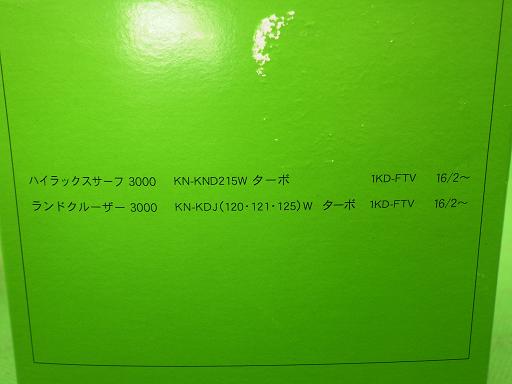 ハイラックスサーフ 3000 KN-KND215W ターボ 1KD-FTV 16/2～
ランドクルーザー 3000 KN-KDJ(120・121・125)W ターボ 1KD-FTV 16/2～